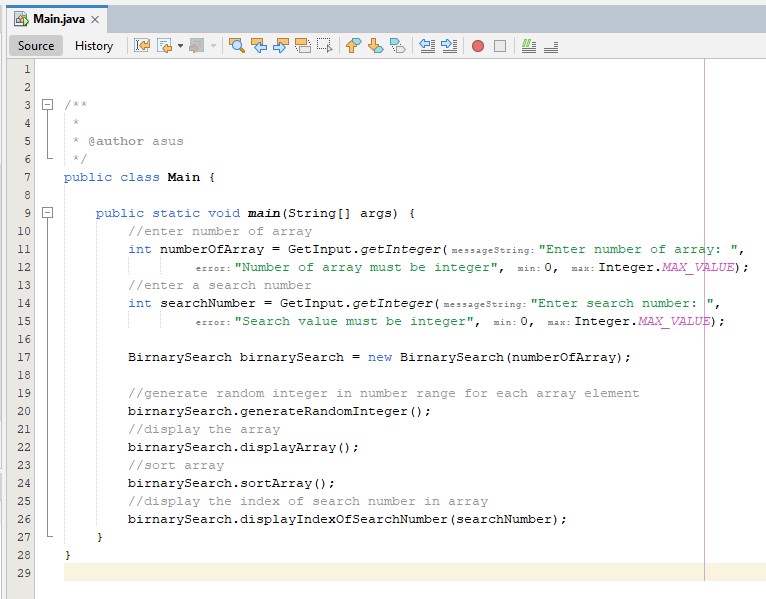 Main.java
Source History
1
2
3 /**
4 *
5 * @author asus
6 */
7 public class Main {
8
9 public static void main(String[] args) {
10 //enter number of array
11 int numberOfArray = GetInput.getInteger( messageString: "Enter number of array: ",
12 error: "Number of array must be integer", min: 0, max: Integer.MAX_VALUE);
13 //enter a search number
14 int searchNumber = GetInput.getInteger( messageString: "Enter search number: ",
15 error: "Search value must be integer", min: 0, max: Integer.MAX_VALUE);
16
17 BirnarySearch birnarySearch = new BirnarySearch(numberOfArray);
18
19 //generate random integer in number range for each array element
20 birnarySearch.generateRandomInteger();
21 //display the array
22 birnarySearch.displayArray();
23 //sort array
24 birnarySearch.sortArray();
25 //display the index of search number in array
26 birnarySearch.displayIndexOfSearchNumber(searchNumber);
27 }
28 }
29